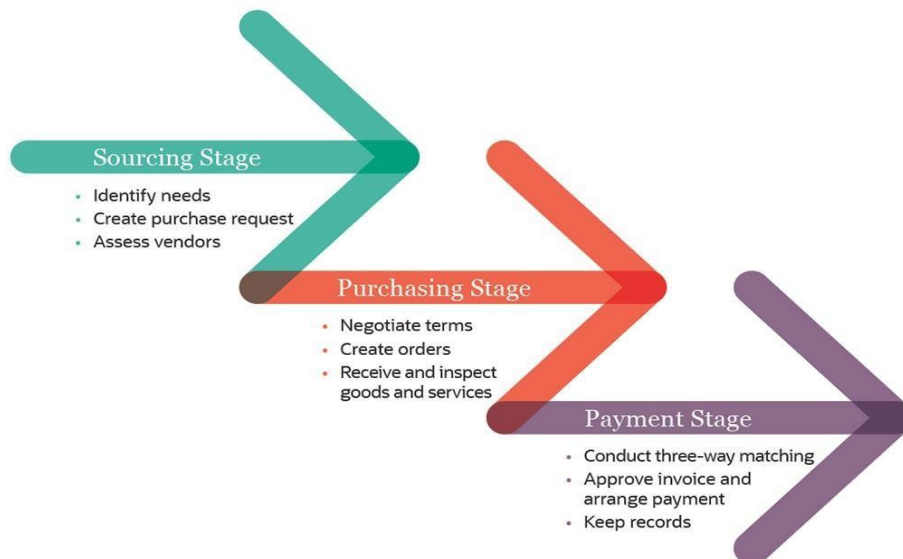 Sourcing Stage
• Identify needs
• Create purchase request
• Assess vendors
Purchasing Stage
• Negotiate terms
• Create orders
• Receive and inspect
goods and services
Payment Stage
• Conduct three-way matching
• Approve invoice and
arrange payment
• Keep records